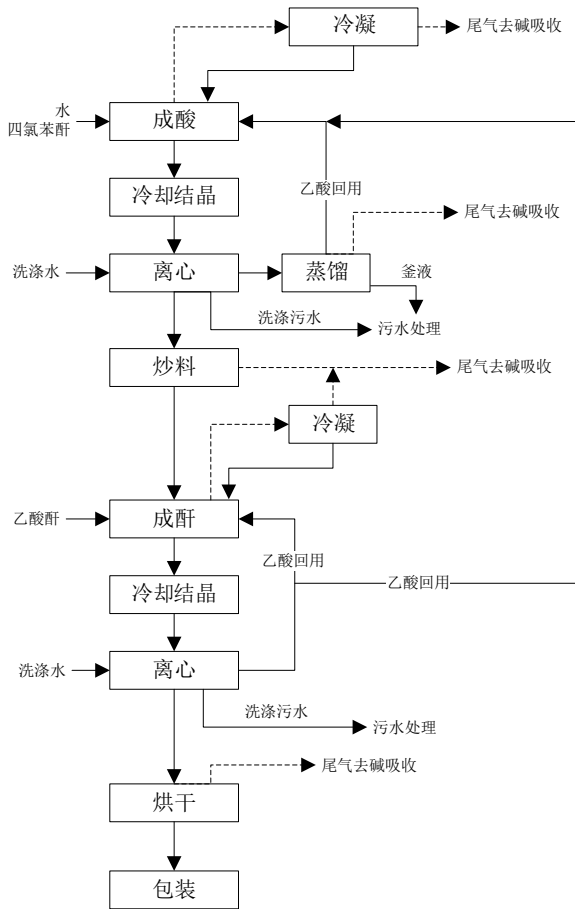 冷凝
尾气去碱吸收
水
四氯苯酐
成酸
冷却结晶
乙酸回用
尾气去碱吸收
洗涤水
离心
蒸馏
釜液
洗涤污水
污水处理
炒料
尾气去碱吸收
冷凝
乙酸酐
成酐
乙酸回用
乙酸回用
冷却结晶
洗涤水
离心
洗涤污水
污水处理
尾气去碱吸收
烘干
包装